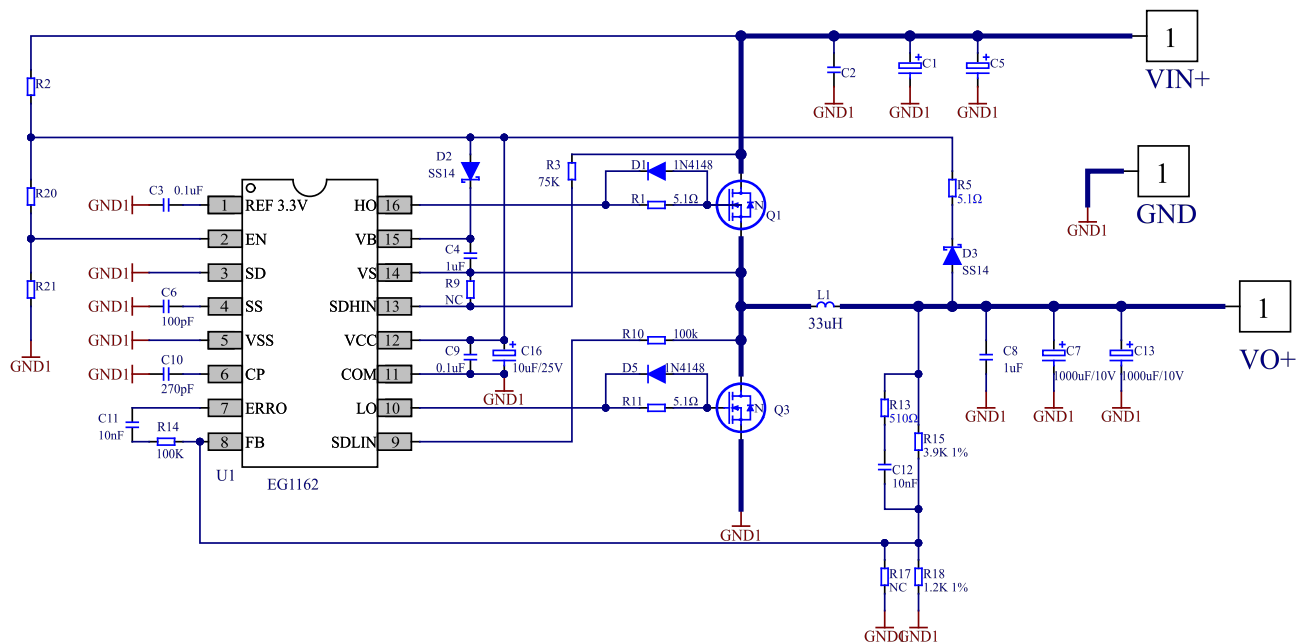 1
VIN+
R2
C2
C1
C5
GND1
GND1
GND1
D2
SS14
R3
75K
D1
1N4148
R1
5.1Ω
Q1
R5
5.1Ω
D3
SS14
1
GND
GND1
R20
R21
GND1
GND1
C3
0.1uF
1
REF 3.3V
HO
16
2
EN
VB
15
C4
1uF
GND1
3
SD
VS
14
R9
NC
GND1
C6
100pF
4
SS
SDHIN
13
GND1
5
VSS
VCC
12
C9
0.1uF
C16
10uF/25V
GND1
GND1
C10
270pF
6
CP
COM
11
C11
10nF
7
ERRO
LO
10
R14
100K
8
FB
SDLIN
9
U1
EG1162
L1
33uH
1
VO+
R10
100k
D5
1N4148
R11
5.1Ω
Q3
GND1
C8
1uF
C7
1000uF/10V
C13
1000uF/10V
GND1
GND1
GND1
R13
510Ω
R15
3.9K 1%
C12
10nF
R17
NC
R18
1.2K 1%
GND1
GND1